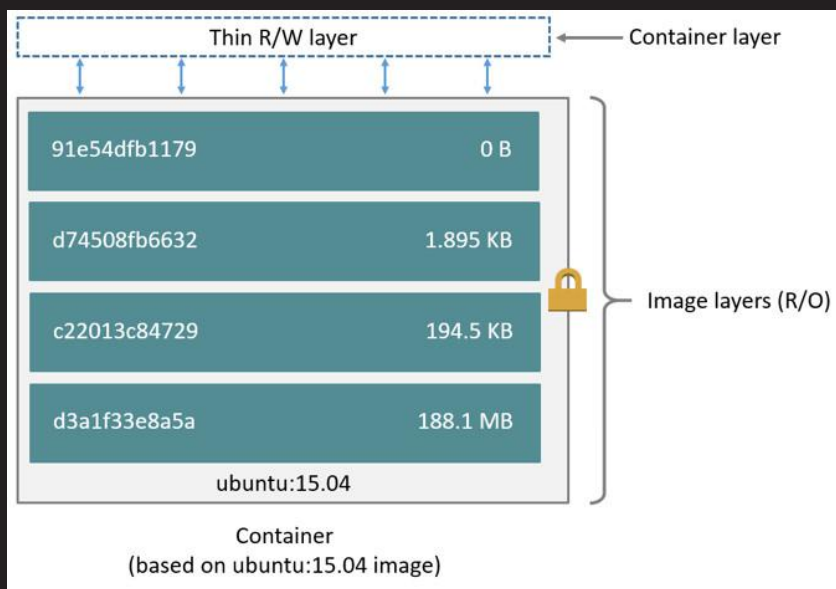 Thin R/W layer
Container layer
91e54dfb1179 0 B
d74508fb6632 1.895 KB
c22013c84729 194.5 KB
Image layers (R/O)
d3a1f33e8a5a 188.1 MB
ubuntu:15.04
Container
(based on ubuntu:15.04 image)